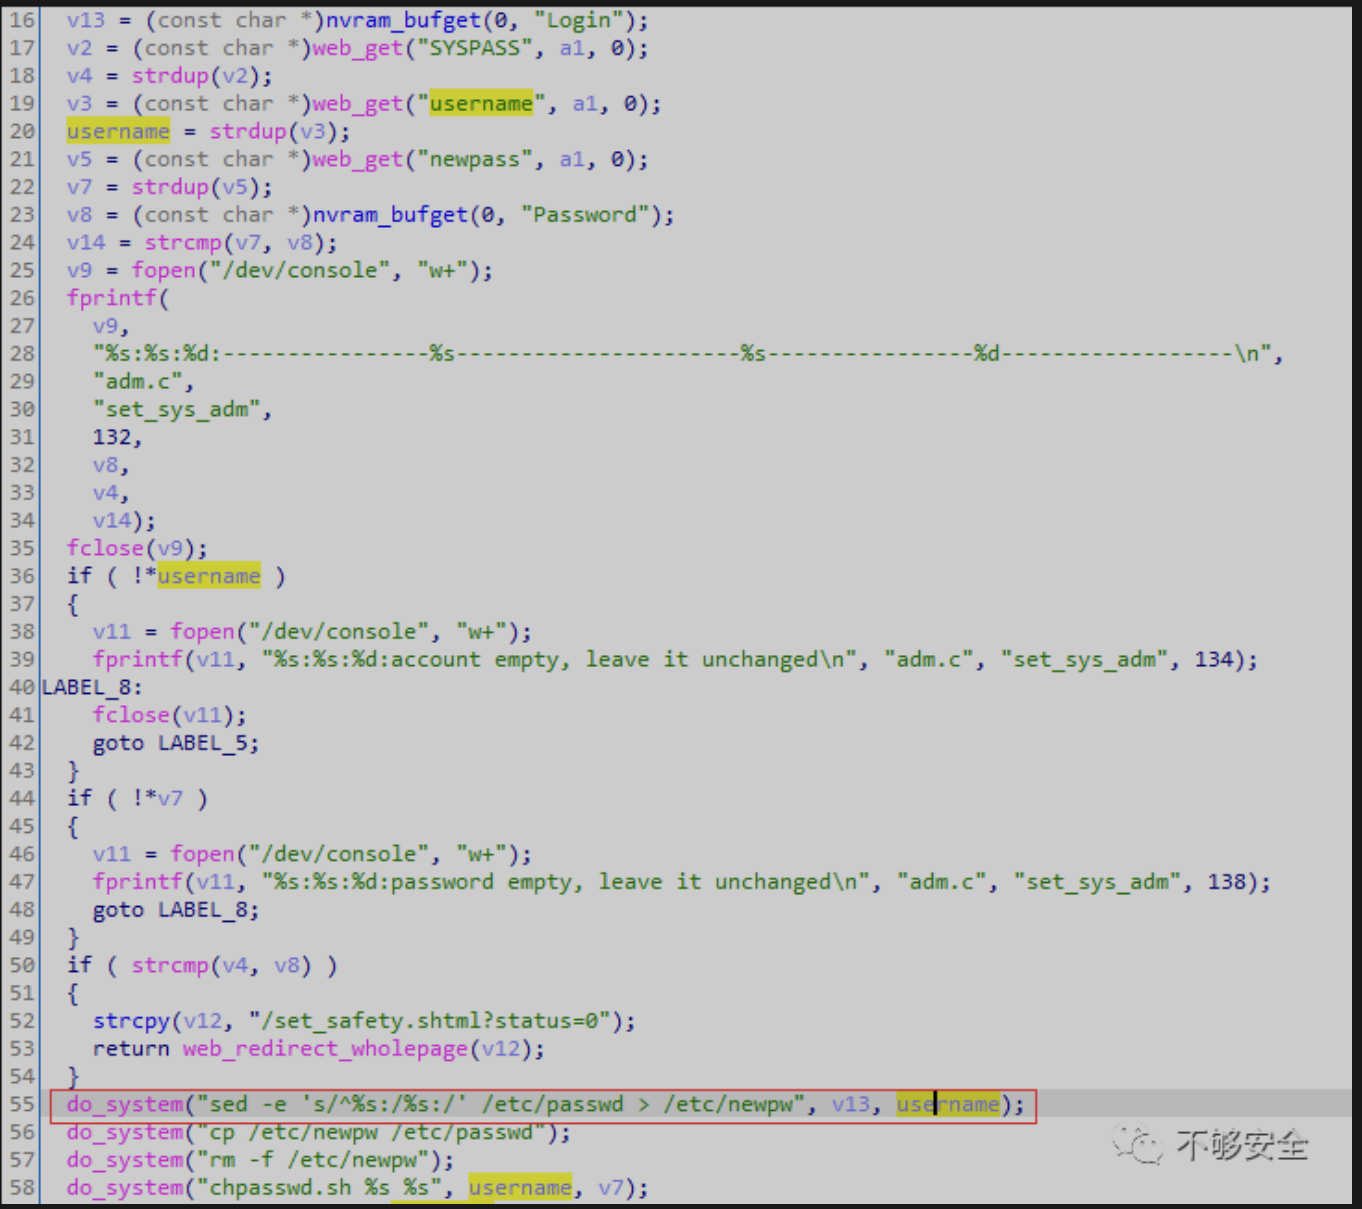 16 v13 = (const char *)nvram_bufget(0, "Login");
17 v2 = (const char *)web_get("SYSPASS", a1, 0);
18 v4 = strdup(v2);
19 v3 = (const char *)web_get("username", a1, 0);
20 username = strdup(v3);
21 v5 = (const char *)web_get("newpass", a1, 0);
22 v7 = strdup(v5);
23 v8 = (const char *)nvram_bufget(0, "Password");
24 v14 = strcmp(v7, v8);
25 v9 = fopen("/dev/console", "w+");
26 fprintf(
27 v9,
28 "%s:%s:%d:----------------%s----------------------%s----------------%d------------------\n",
29 "adm.c",
30 "set_sys_adm",
31 132,
32 v8,
33 v4,
34 v14);
35 fclose(v9);
36 if ( !*username )
37 {
38 v11 = fopen("/dev/console", "w+");
39 fprintf(v11, "%s:%s:%d:account empty, leave it unchanged\n", "adm.c", "set_sys_adm", 134);
40 LABEL_8:
41 fclose(v11);
42 goto LABEL_5;
43 }
44 if ( !*v7 )
45 {
46 v11 = fopen("/dev/console", "w+");
47 fprintf(v11, "%s:%s:%d:password empty, leave it unchanged\n", "adm.c", "set_sys_adm", 138);
48 goto LABEL_8;
49 }
50 if ( strcmp(v4, v8) )
51 {
52 strcpy(v12, "/set_safety.shtml?status=0");
53 return web_redirect_wholepage(v12);
54 }
55 do_system("sed -e 's/^%s:/%s:/' /etc/passwd > /etc/newpw", v13, username);
56 do_system("cp /etc/newpw /etc/passwd");
57 do_system("rm -f /etc/newpw");
58 do_system("chpasswd.sh %s %s", username, v7);
不够安全